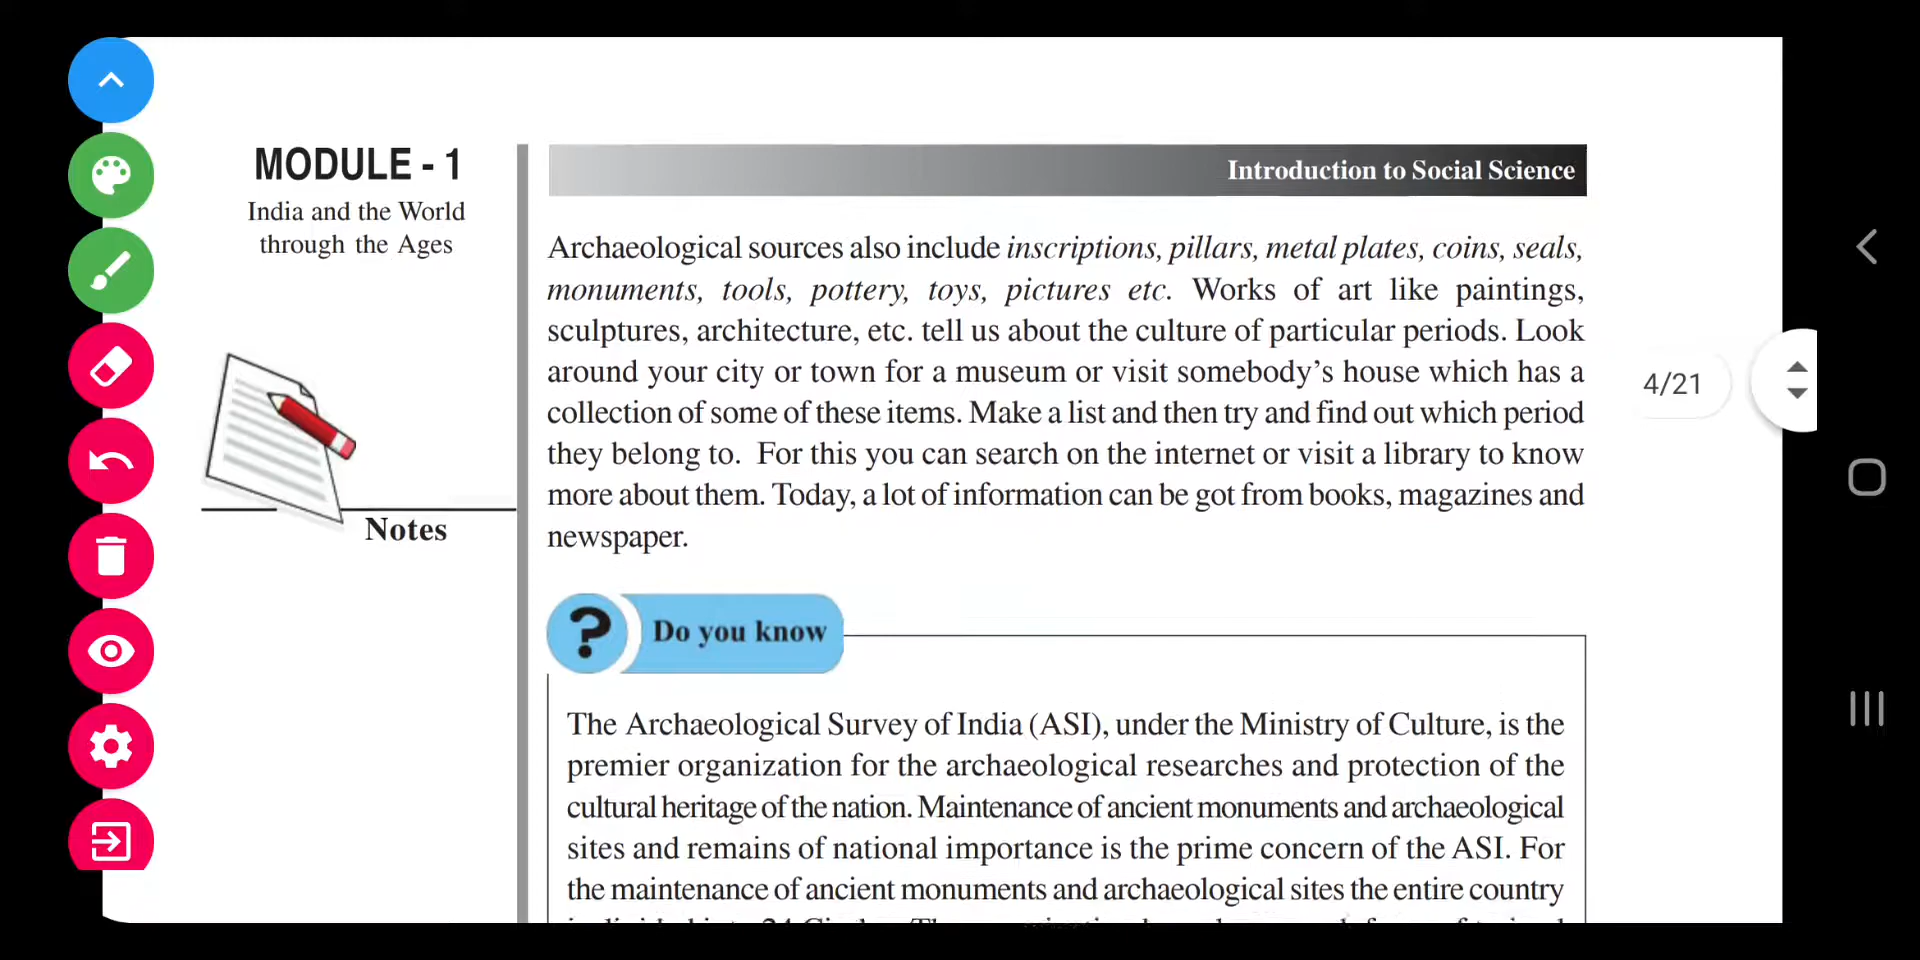 MODULE - 1
India and the World
through the Ages
Notes
Introduction to Social Science
Archaeological sources also include inscriptions, pillars, metal plates, coins, seals,
monuments, tools, pottery, toys, pictures etc. Works of art like paintings,
sculptures, architecture, etc. tell us about the culture of particular periods. Look
around your city or town for a museum or visit somebody’s house which has a
collection of some of these items. Make a list and then try and find out which period
they belong to. For this you can search on the internet or visit a library to know
more about them. Today, a lot of information can be got from books, magazines and
newspaper.
? Do you know
The Archaeological Survey of India (ASI), under the Ministry of Culture, is the
premier organization for the archaeological researches and protection of the
cultural heritage of the nation. Maintenance of ancient monuments and archaeological
sites and remains of national importance is the prime concern of the ASI. For
the maintenance of ancient monuments and archaeological sites the entire country
4/21